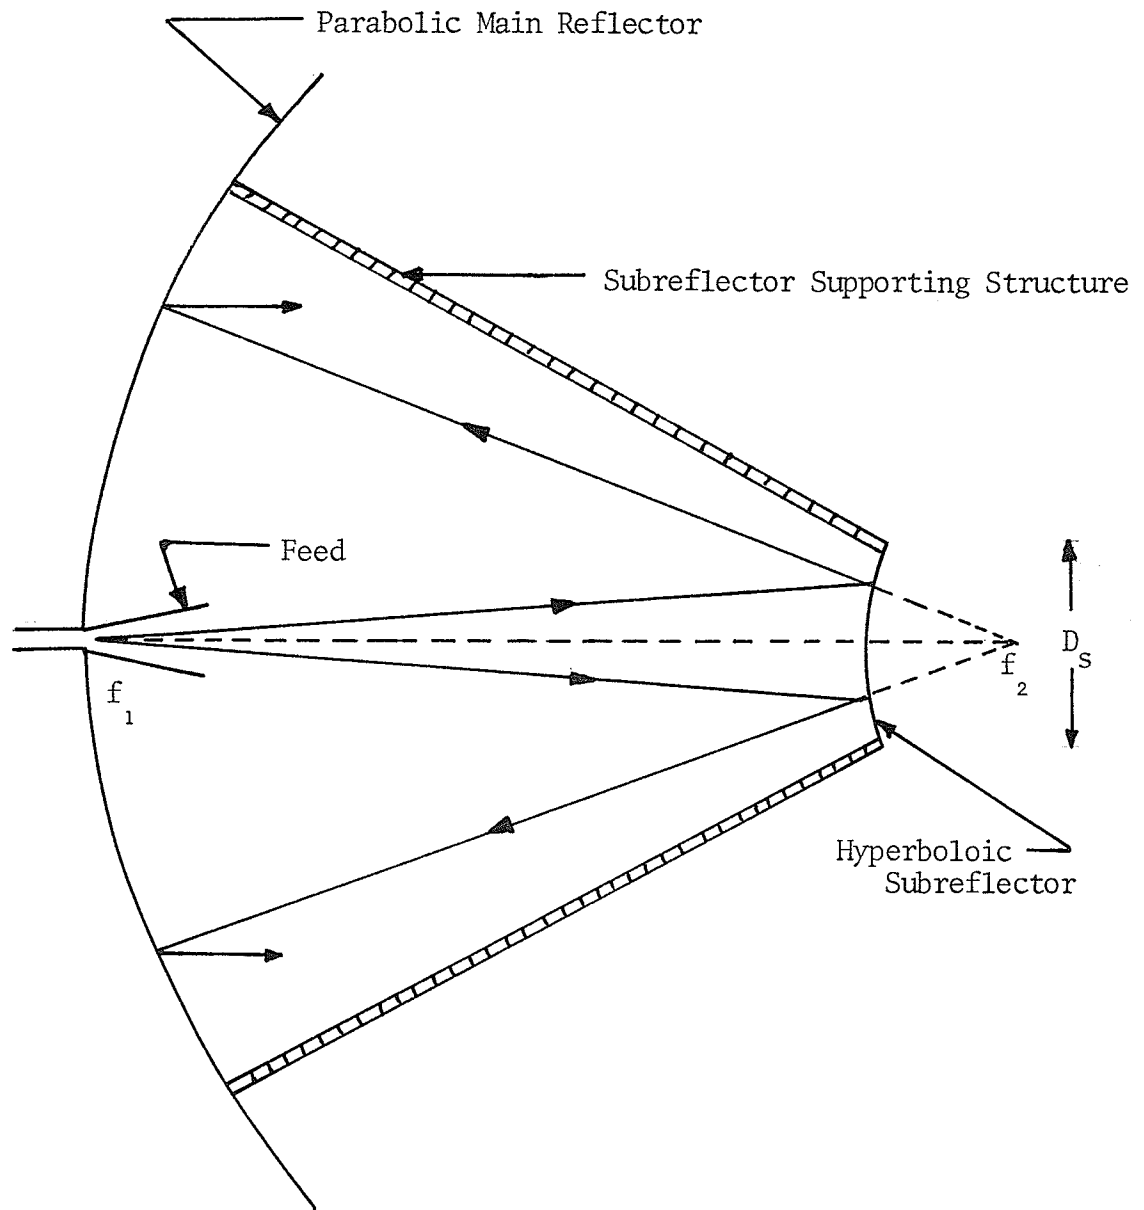 Parabolic Main Reflector
Subreflector Supporting Structure
Feed
f₁
f₂
Dₛ
Hyperboloic
Subreflector